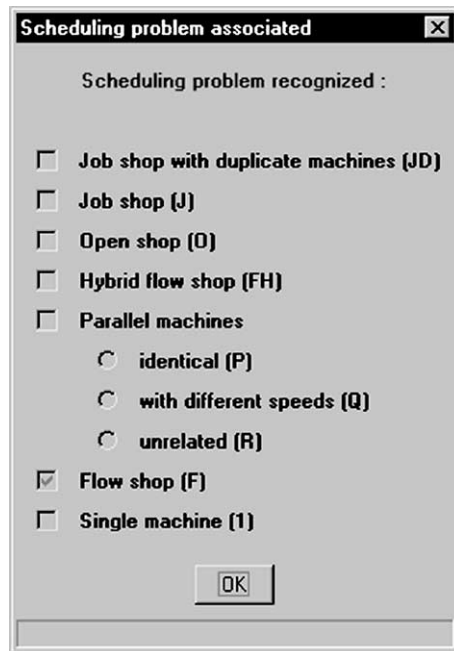 Scheduling problem associated
Scheduling problem recognized :
Job shop with duplicate machines (JD)
Job shop (J)
Open shop (O)
Hybrid flow shop (FH)
Parallel machines
identical (P)
with different speeds (Q)
unrelated (R)
Flow shop (F)
Single machine (1)
OK